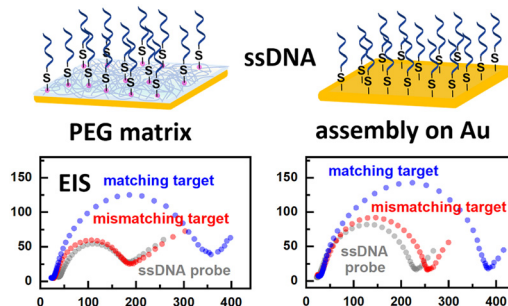 S S S S S S S S S S S S
ssDNA
S S S S S S S S S S S S
PEG matrix
assembly on Au
150
EIS
matching target
100
mismatching target
50
ssDNA probe
0
0 100 200 300 400
150
matching target
100
mismatching target
50
ssDNA
probe
0
0 100 200 300 400